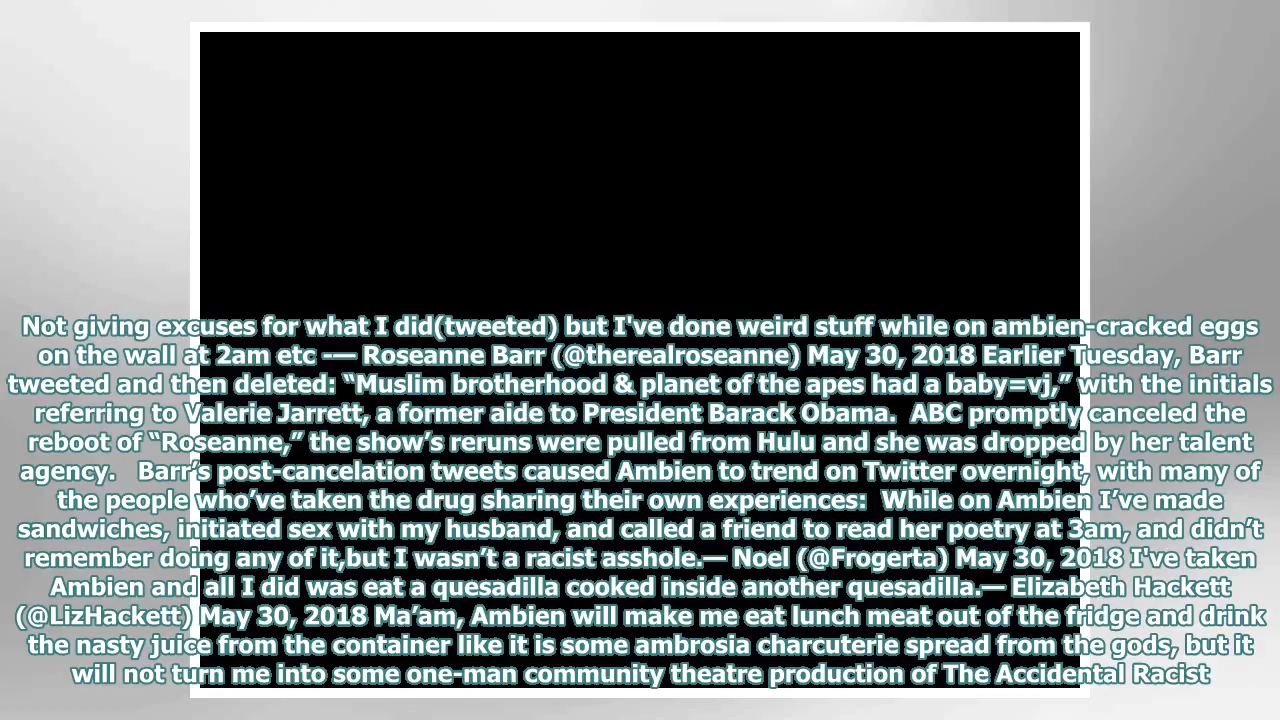 Not giving excuses for what I did(tweeted) but I've done weird stuff while on ambien-cracked eggs
on the wall at 2am etc -— Roseanne Barr (@therealroseanne) May 30, 2018 Earlier Tuesday, Barr
tweeted and then deleted: “Muslim brotherhood & planet of the apes had a baby=vj,” with the initials
referring to Valerie Jarrett, a former aide to President Barack Obama.  ABC promptly canceled the
reboot of “Roseanne,” the show’s reruns were pulled from Hulu and she was dropped by her talent
agency.   Barr’s post-cancelation tweets caused Ambien to trend on Twitter overnight, with many of
the people who’ve taken the drug sharing their own experiences:  While on Ambien I’ve made
sandwiches, initiated sex with my husband, and called a friend to read her poetry at 3am, and didn’t
remember doing any of it,but I wasn’t a racist asshole.— Noel (@Frogerta) May 30, 2018 I've taken
Ambien and all I did was eat a quesadilla cooked inside another quesadilla.— Elizabeth Hackett
(@LizHackett) May 30, 2018 Ma’am, Ambien will make me eat lunch meat out of the fridge and drink
the nasty juice from the container like it is some ambrosia charcuterie spread from the gods, but it
will not turn me into some one-man community theatre production of The Accidental Racist